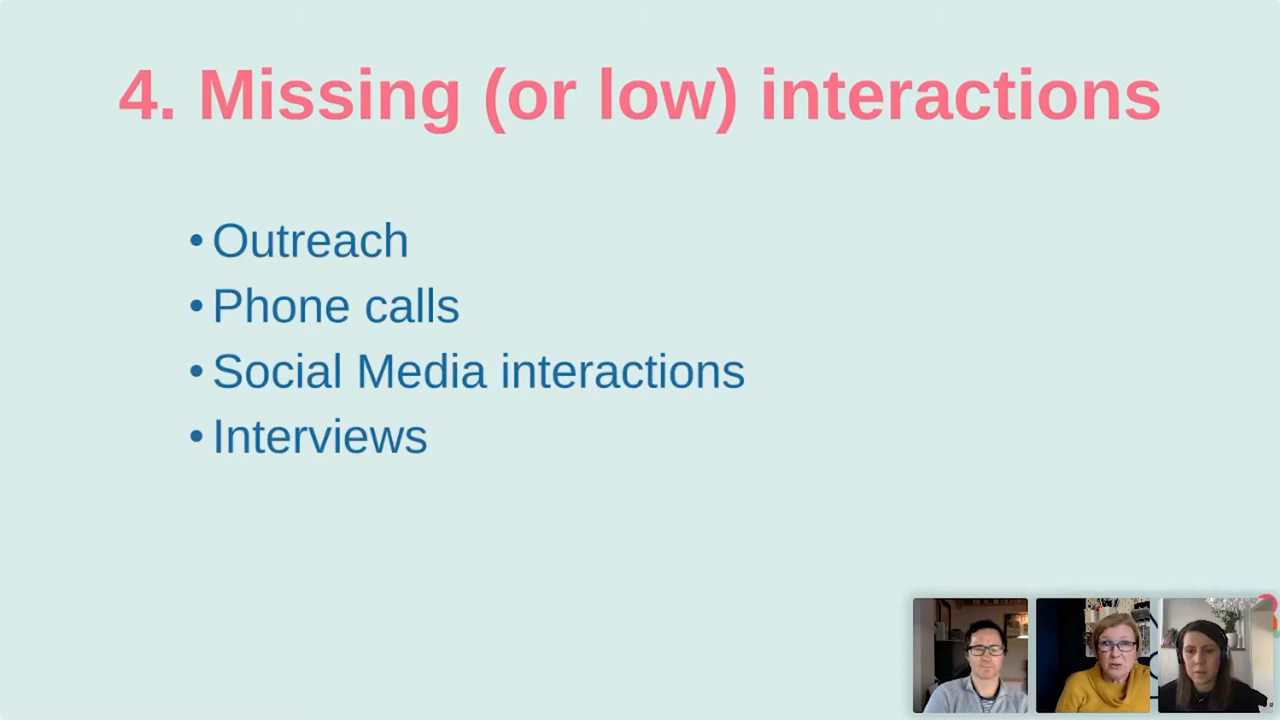 4. Missing (or low) interactions
• Outreach
• Phone calls
• Social Media interactions
• Interviews